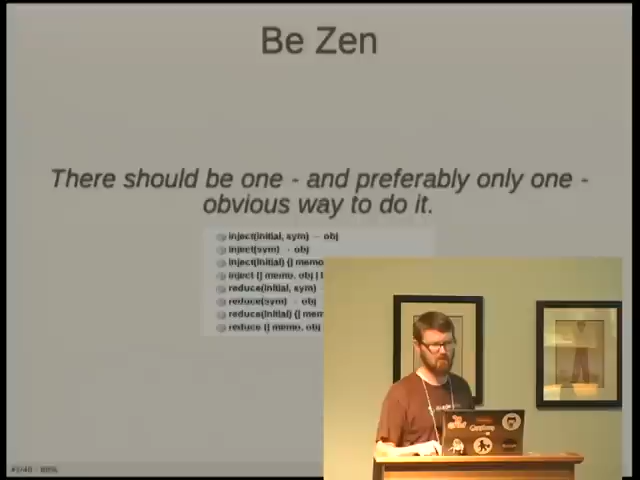 Be Zen
There should be one - and preferably only one -
obvious way to do it.
inject(initial, sym) → obj
inject(sym) → obj
inject(initial) {| memo
inject {| memo, obj |
reduce(initial, sym)
reduce(sym) → obj
reduce(initial) {| mem
reduce {| memo, obj